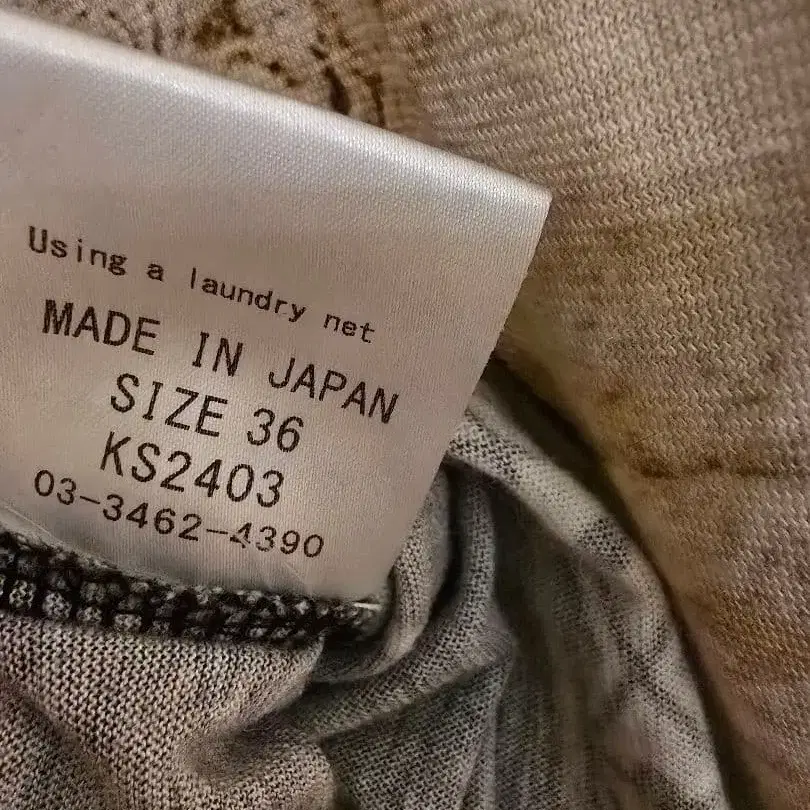 Using a laundry net
MADE IN JAPAN
SIZE 36
KS2403
03-3462-4390